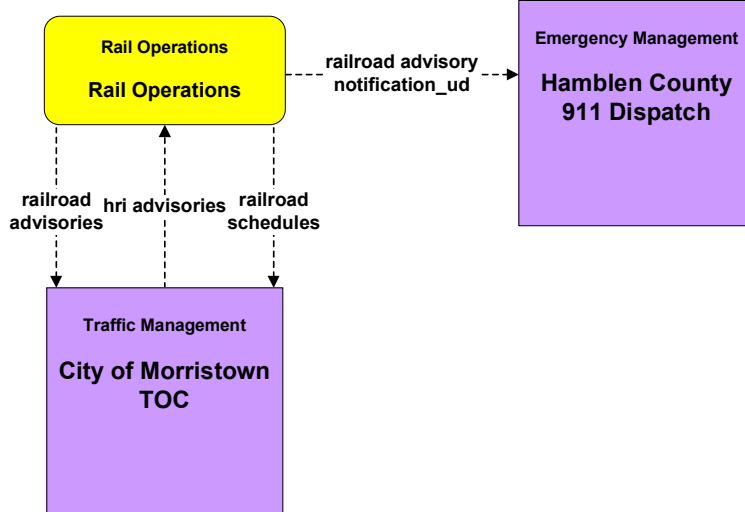 Rail Operations
Rail Operations
railroad advisory
notification_ud
Emergency Management
Hamblen County
911 Dispatch
railroad
advisories
hri advisories
railroad
schedules
Traffic Management
City of Morristown
TOC